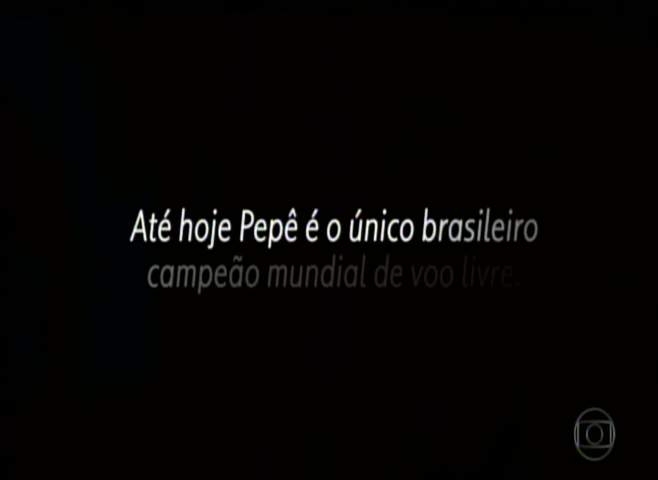 Até hoje Pepê é o único brasileiro
campeão mundial de voo livre.